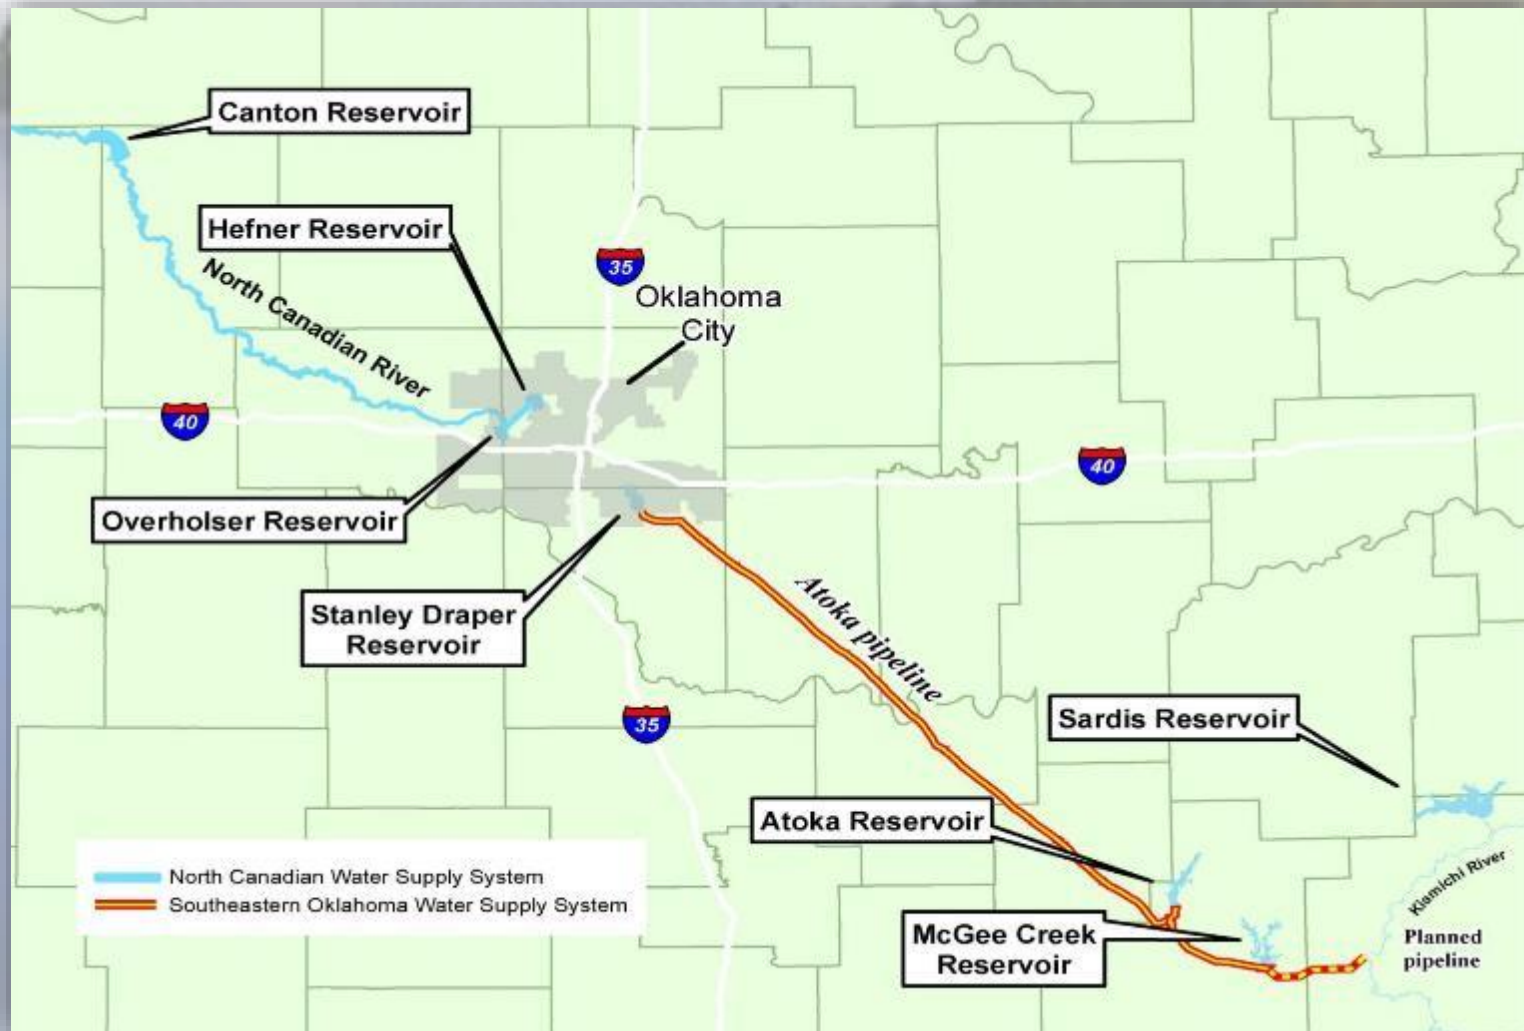 Canton Reservoir
Hefner Reservoir
North Canadian River
35
Oklahoma
City
40
40
Overholser Reservoir
Stanley Draper
Reservoir
Atoka pipeline
35
Sardis Reservoir
Atoka Reservoir
North Canadian Water Supply System
Southeastern Oklahoma Water Supply System
McGee Creek
Reservoir
Kiamichi River
Planned
pipeline